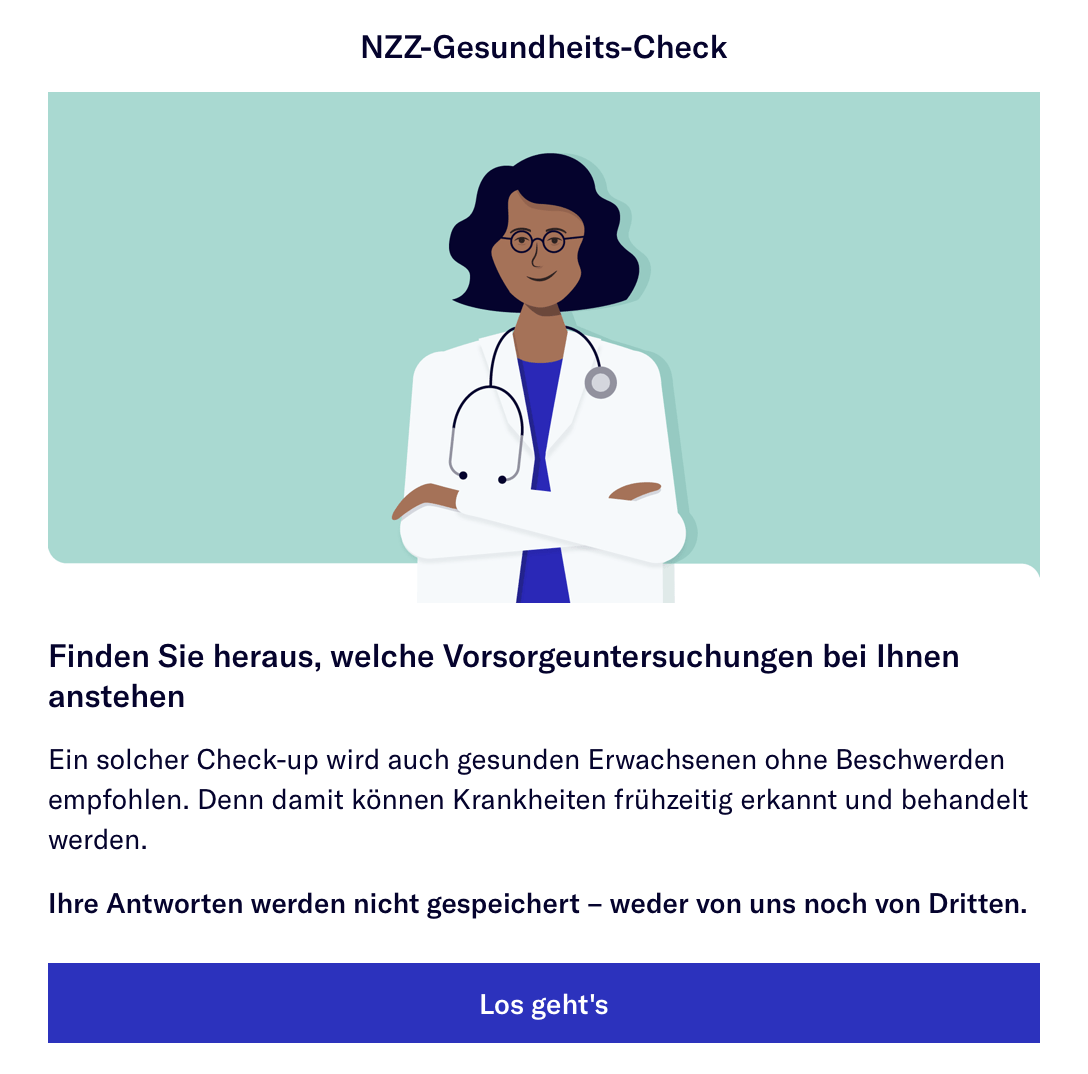 NZZ-Gesundheits-Check
Finden Sie heraus, welche Vorsorgeuntersuchungen bei Ihnen
anstehen
Ein solcher Check-up wird auch gesunden Erwachsenen ohne Beschwerden
empfohlen. Denn damit können Krankheiten frühzeitig erkannt und behandelt
werden.
Ihre Antworten werden nicht gespeichert – weder von uns noch von Dritten.
Los geht's